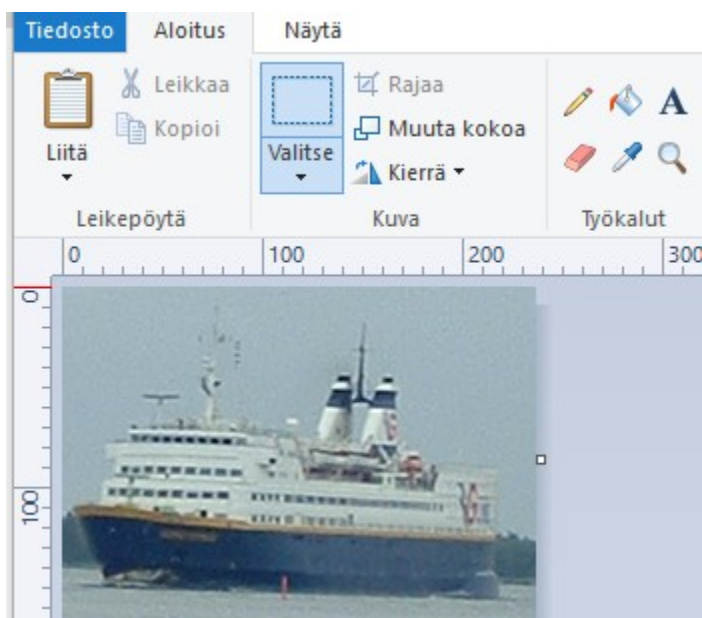 Tiedosto Aloitus Näytä
Leikkaa Rajaa
Kopioi Muuta kokoa A
Liitä Valitse Kierrä
Leikepöytä Kuva Työkalut
0 100 200 300
0
100